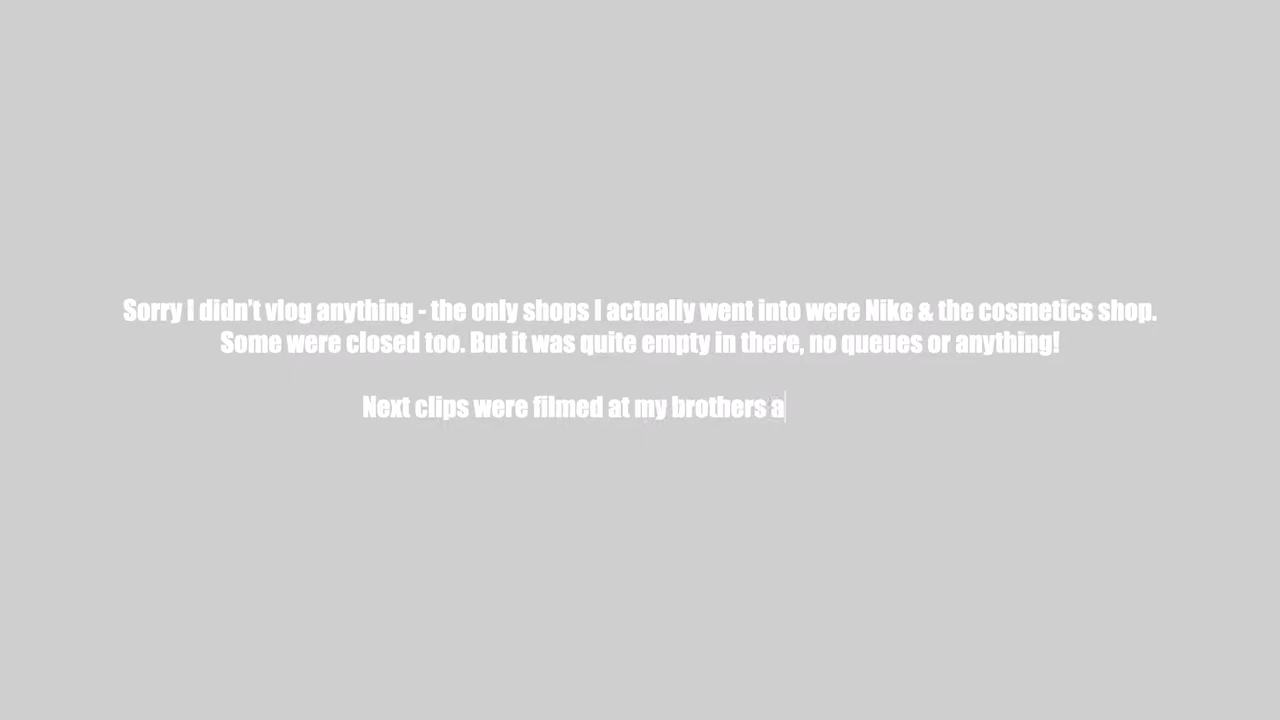 Sorry I didn't vlog anything - the only shops I actually went into were Nike & the cosmetics shop.
Some were closed too. But it was quite empty in there, no queues or anything!
Next clips were filmed at my brothers a